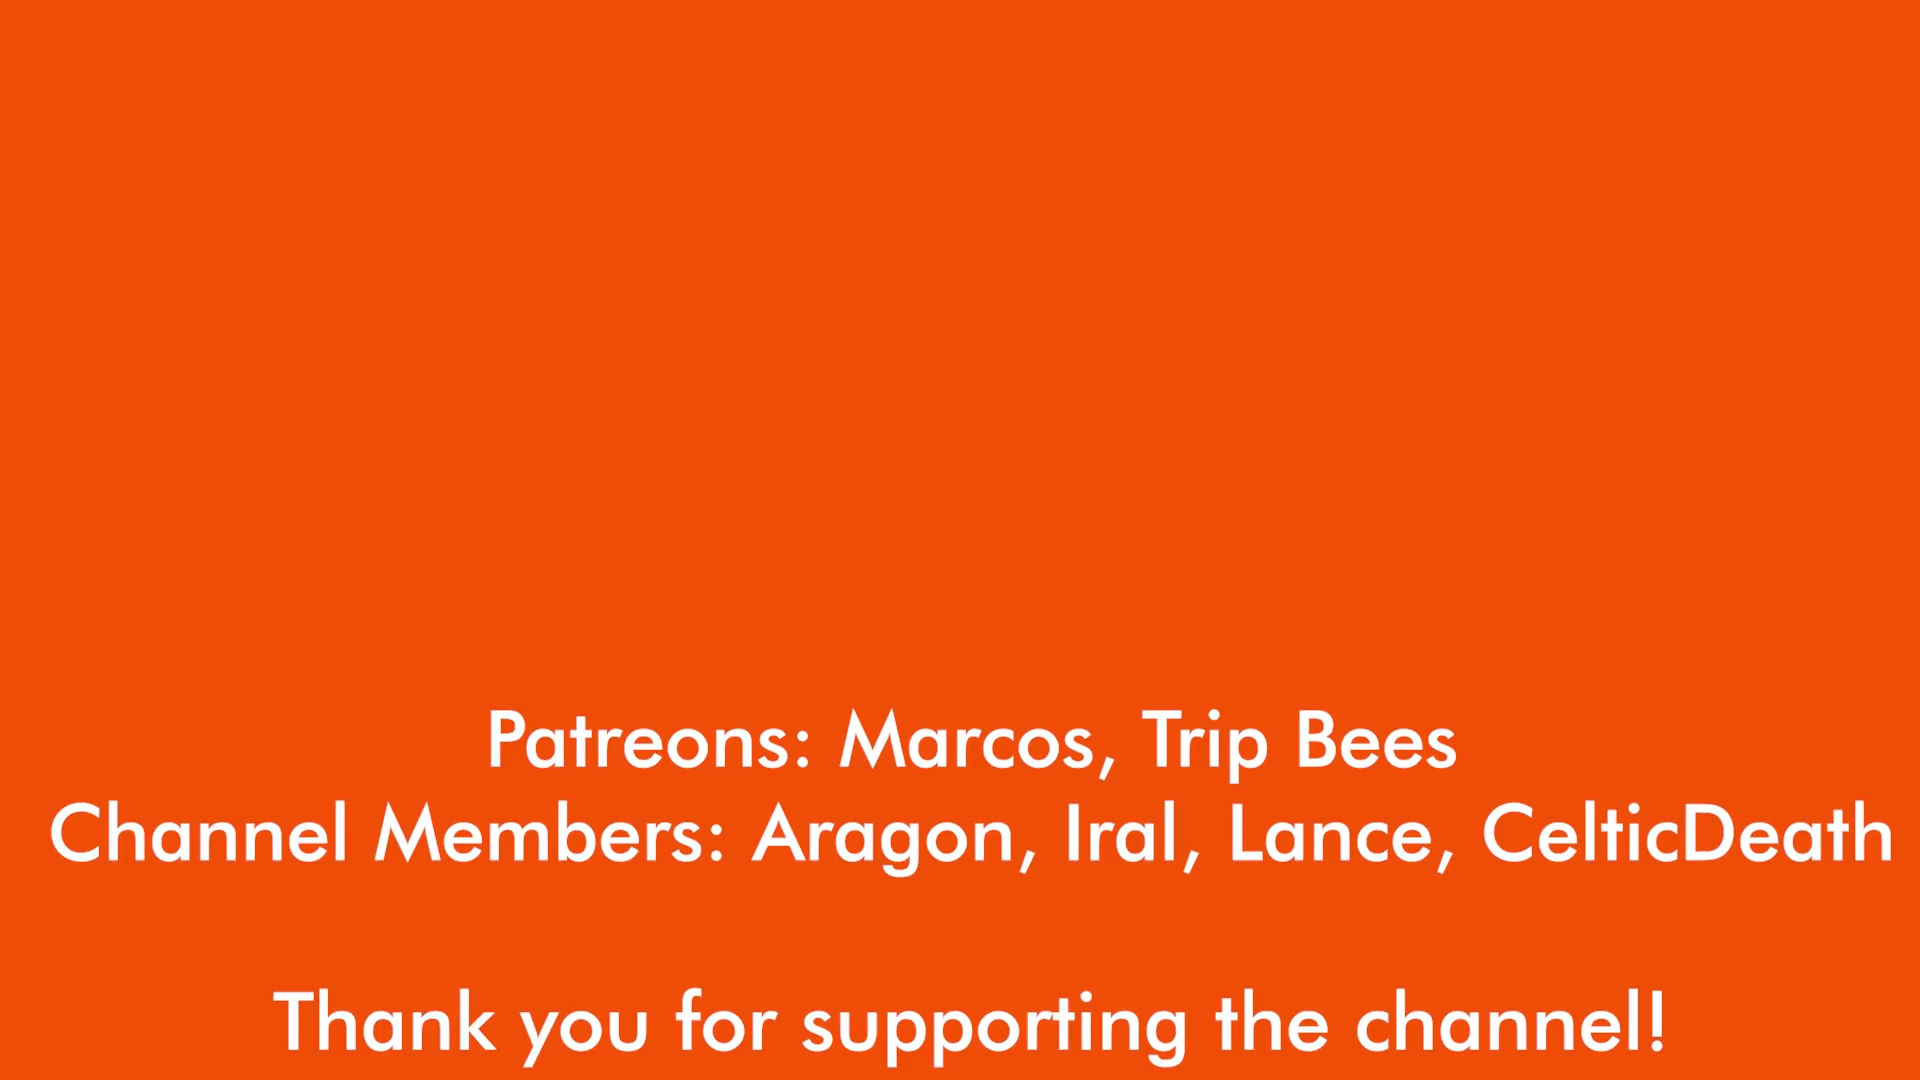 Patreons: Marcos, Trip Bees
Channel Members: Aragon, Iral, Lance, CelticDeath
Thank you for supporting the channel!